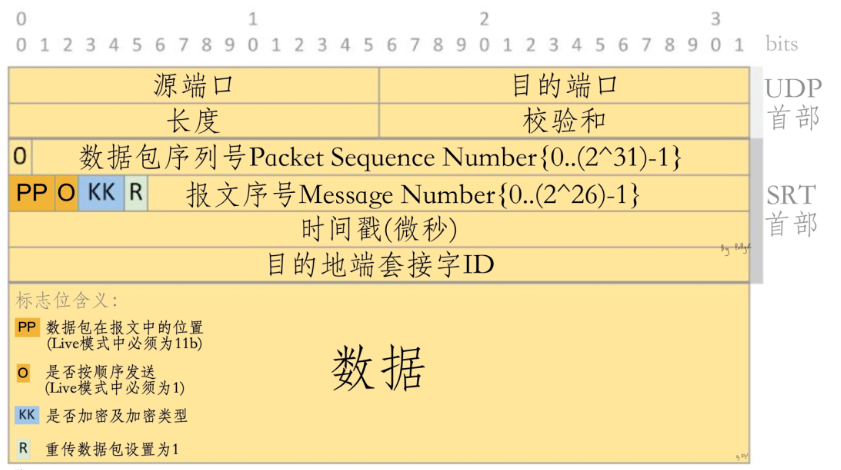 0 1 2 3
0 1 2 3 4 5 6 7 8 9 0 1 2 3 4 5 6 7 8 9 0 1 2 3 4 5 6 7 8 9 0 1 bits
源端口 目的端口 UDP
长度 校验和 首部
0 数据包序列号Packet Sequence Number{0..(2^31)-1}
PP O KK R 报文序号Message Number{0..(2^26)-1} SRT
时间戳(微秒) 首部
目的地端套接字ID
标志位含义:
PP 数据包在报文中的位置
(Live模式中必须为11b)
O 是否按顺序发送
(Live模式中必须为1)
KK 是否加密及加密类型
R 重传数据包设置为1
数据